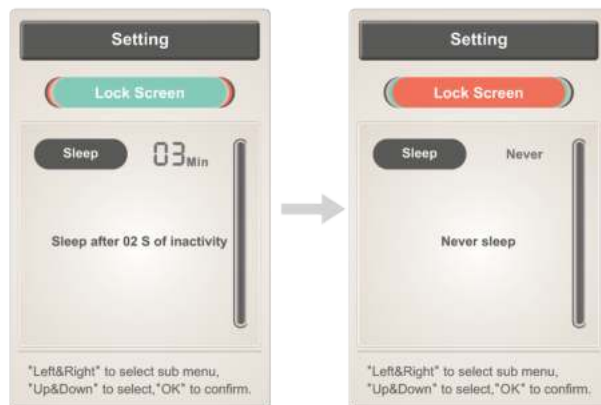 Setting
Lock Screen
Sleep 03 Min
Sleep after 02 S of inactivity
"Left&Right" to select sub menu,
"Up&Down" to select,"OK" to confirm.
Setting
Lock Screen
Sleep Never
Never sleep
"Left&Right" to select sub menu,
"Up&Down" to select,"OK" to confirm.